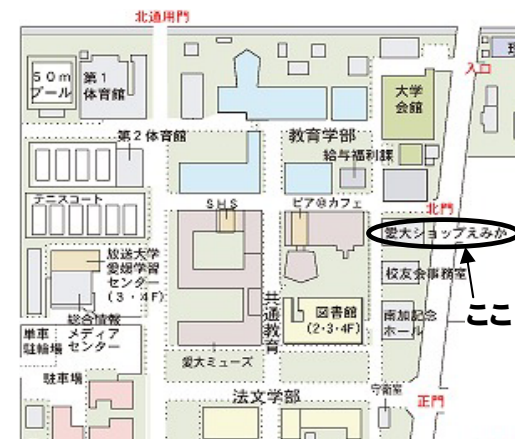 北通用門
50m
プール
第1
体育館
入口
大学
会館
第2体育館
教育学部
給与福利課
テニスコート
SHS
ピア@カフェ
北門
愛大ショップえみか
放送大学
愛媛学習
センター
(3・4F)
校友会事務室
ここ
共通教育
図書館
(2・3・4F)
南加記念
ホール
総合情報
メディア
センター
単車
駐輪場
愛大ミューズ
駐車場
法文学部
守衛室
正門